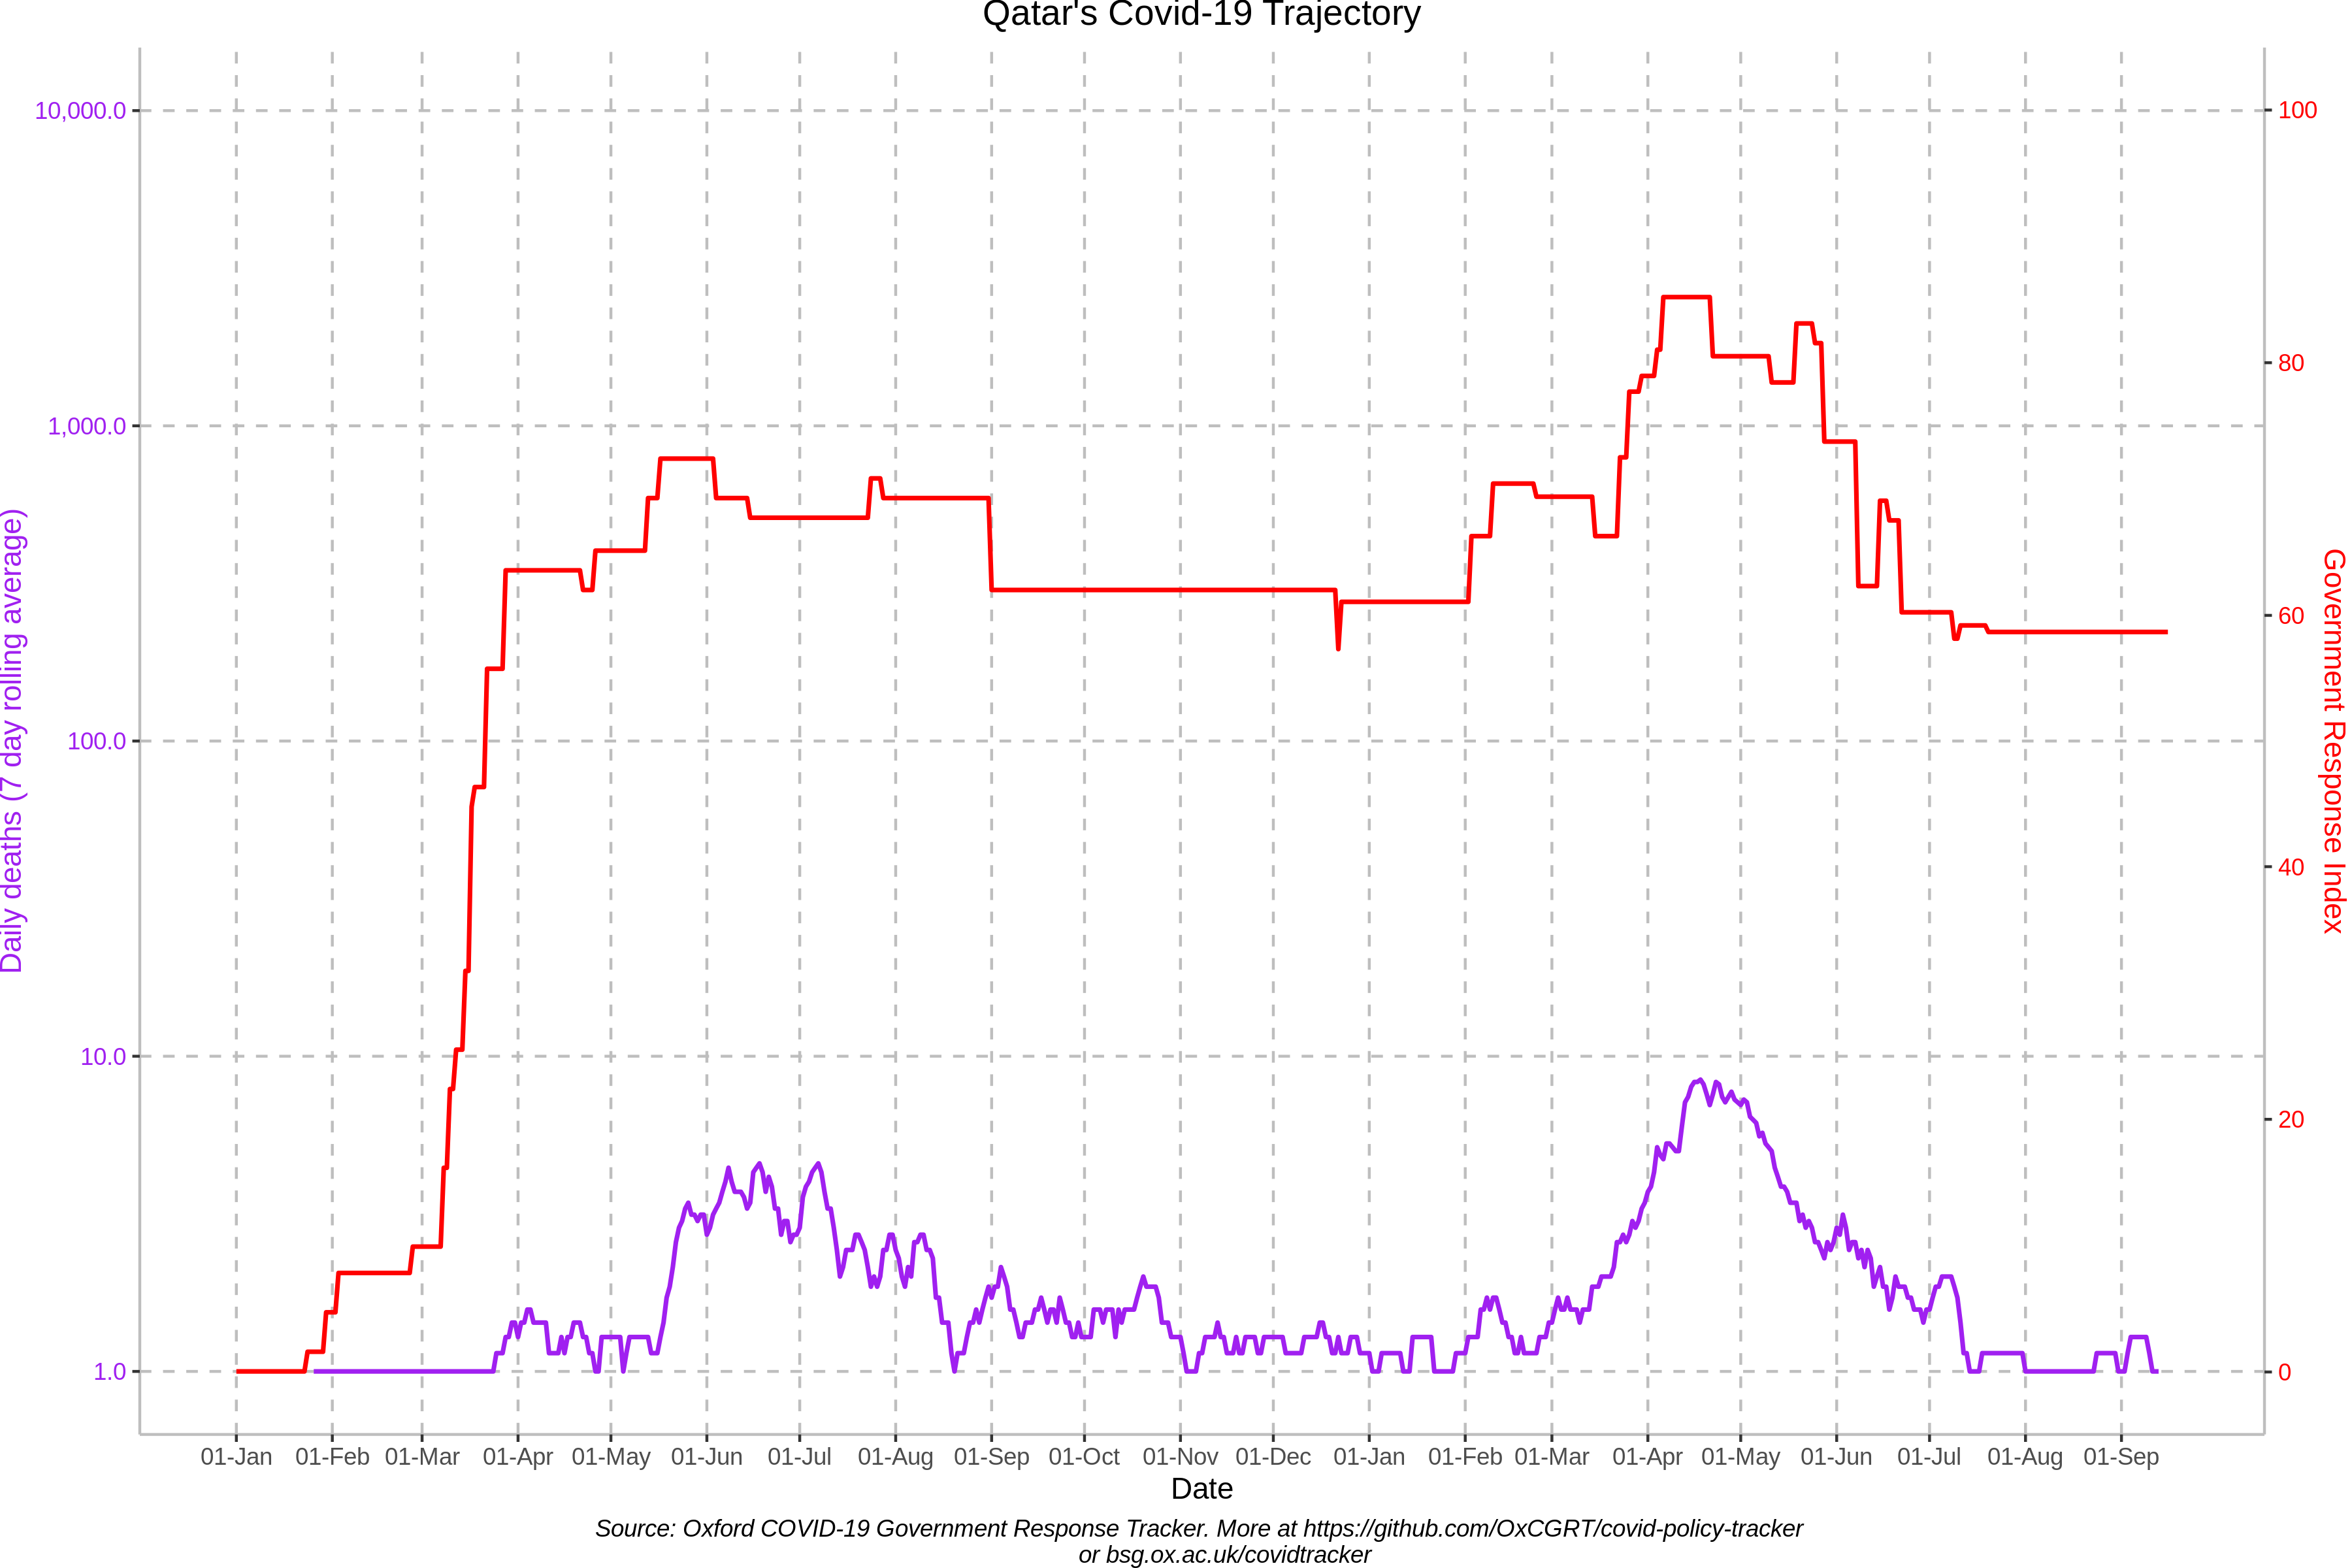 Qatar's Covid-19 Trajectory
10,000.0
1,000.0
100.0
10.0
1.0
Daily deaths (7 day rolling average)
100
80
60
40
20
0
Government Response Index
01-Jan 01-Feb 01-Mar 01-Apr 01-May 01-Jun 01-Jul 01-Aug 01-Sep 01-Oct 01-Nov 01-Dec 01-Jan 01-Feb 01-Mar 01-Apr 01-May 01-Jun 01-Jul 01-Aug 01-Sep
Date
Source: Oxford COVID-19 Government Response Tracker. More at https://github.com/OxCGRT/covid-policy-tracker
or bsg.ox.ac.uk/covidtracker